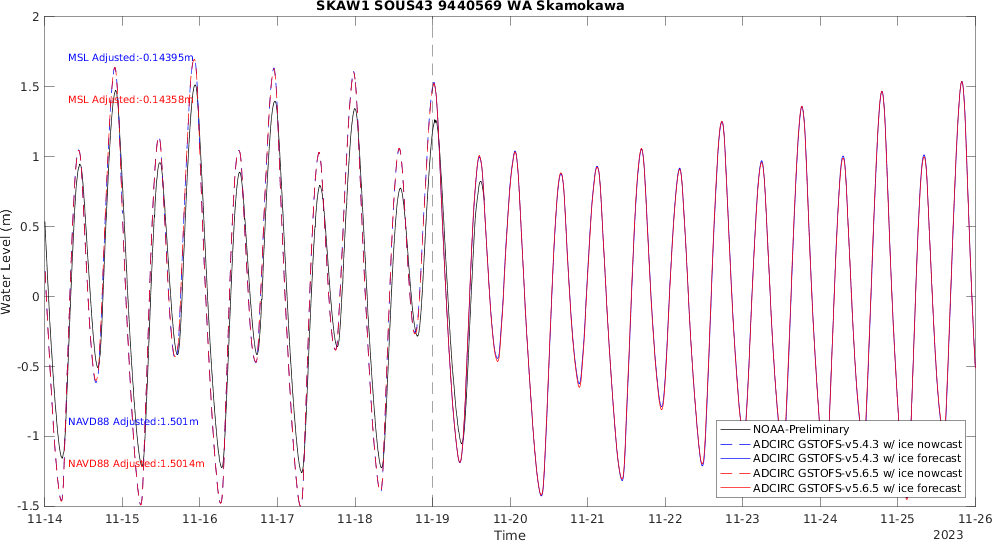 SKAW1 SOUS43 9440569 WA Skamokawa
2
1.5
1
0.5
0
-0.5
-1
-1.5
Water Level (m)
MSL Adjusted:-0.14395m
MSL Adjusted:-0.14358m
NAVD88 Adjusted:1.501m
NAVD88 Adjusted:1.5014m
NOAA-Preliminary
ADCIRC GSTOFS-v5.4.3 w/ ice nowcast
ADCIRC GSTOFS-v5.4.3 w/ ice forecast
ADCIRC GSTOFS-v5.6.5 w/ ice nowcast
ADCIRC GSTOFS-v5.6.5 w/ ice forecast
11-14 11-15 11-16 11-17 11-18 11-19 11-20 11-21 11-22 11-23 11-24 11-25 11-26
Time
2023